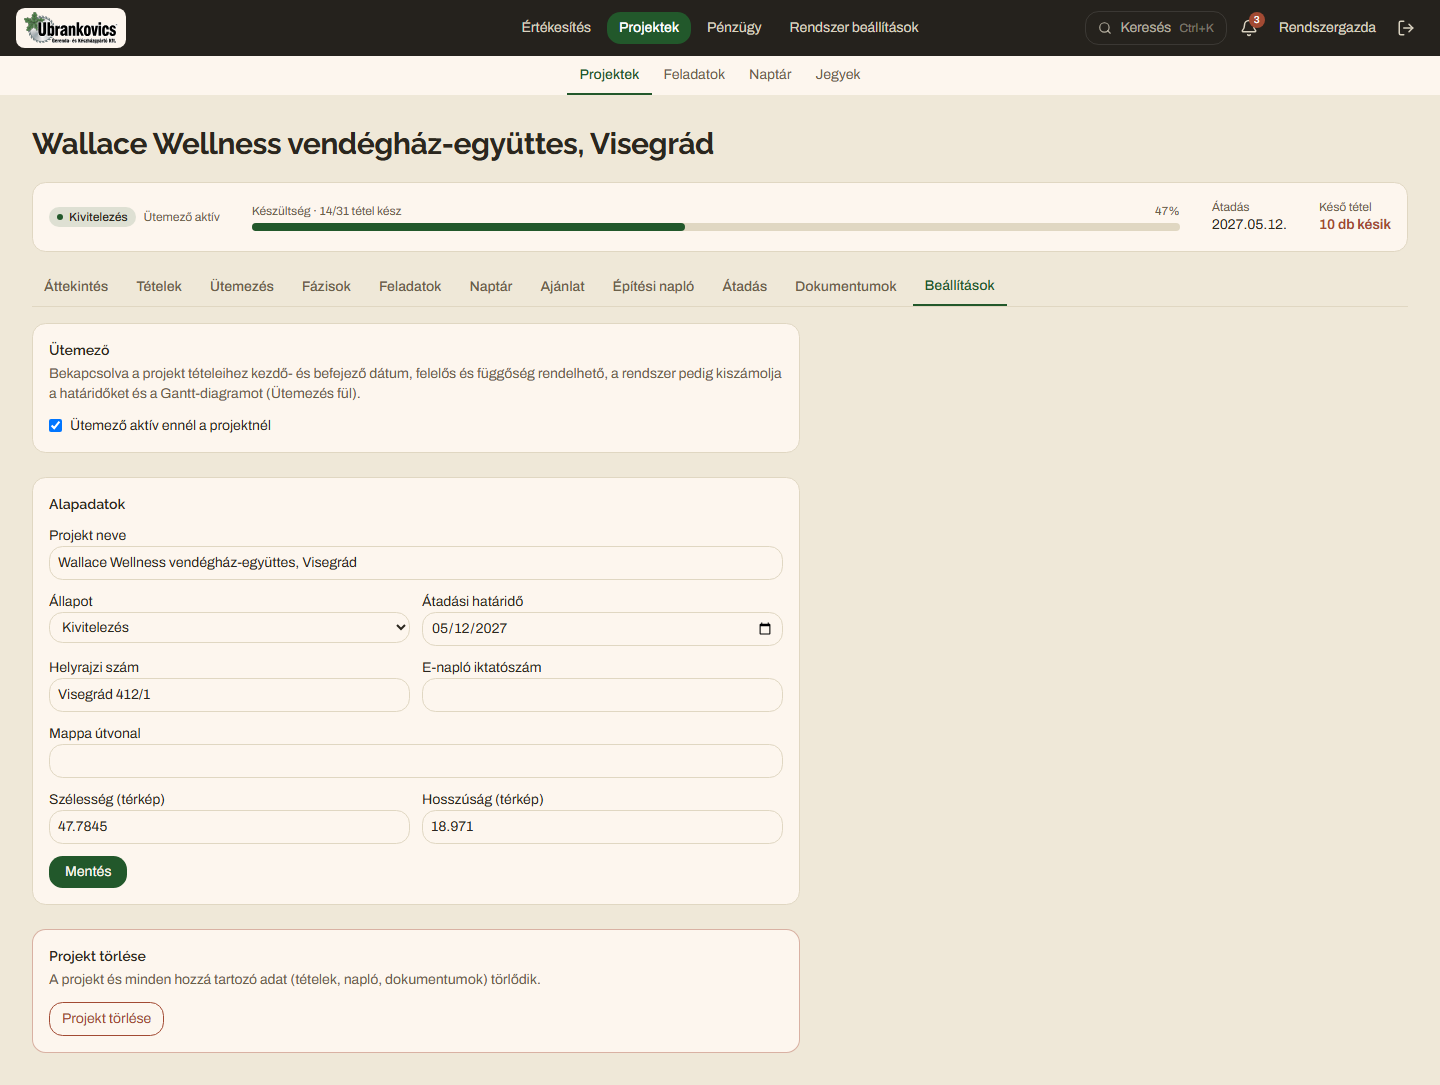 Ubrankovics
Gerenda- és Készházgyártó Kft.
Értékesítés
Projektek
Pénzügy
Rendszer beállítások
Keresés Ctrl+K
3
Rendszergazda
Projektek
Feladatok
Naptár
Jegyek
Wallace Wellness vendégház-együttes, Visegrád
Kivitelezés
Ütemező aktív
Készültség · 14/31 tétel kész
47%
Átadás
2027.05.12.
Késő tétel
10 db késik
Áttekintés
Tételek
Ütemezés
Fázisok
Feladatok
Naptár
Ajánlat
Építési napló
Átadás
Dokumentumok
Beállítások
Ütemező
Bekapcsolva a projekt tételeihez kezdő- és befejező dátum, felelős és függőség rendelhető, a rendszer pedig kiszámolja
a határidőket és a Gantt-diagramot (Ütemezés fül).
Ütemező aktív ennél a projektnél
Alapadatok
Projekt neve
Wallace Wellness vendégház-együttes, Visegrád
Állapot
Kivitelezés
Átadási határidő
05/12/2027
Helyrajzi szám
Visegrád 412/1
E-napló iktatószám
Mappa útvonal
Szélesség (térkép)
47.7845
Hosszúság (térkép)
18.971
Mentés
Projekt törlése
A projekt és minden hozzá tartozó adat (tételek, napló, dokumentumok) törlődik.
Projekt törlése